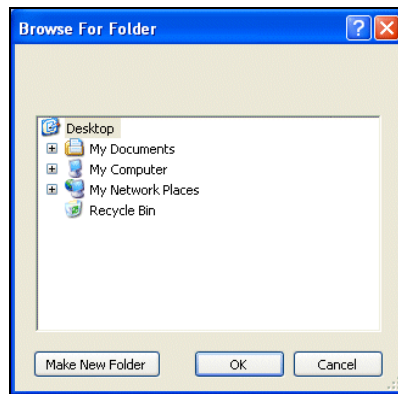 Browse For Folder
Desktop
My Documents
My Computer
My Network Places
Recycle Bin
Make New Folder OK Cancel